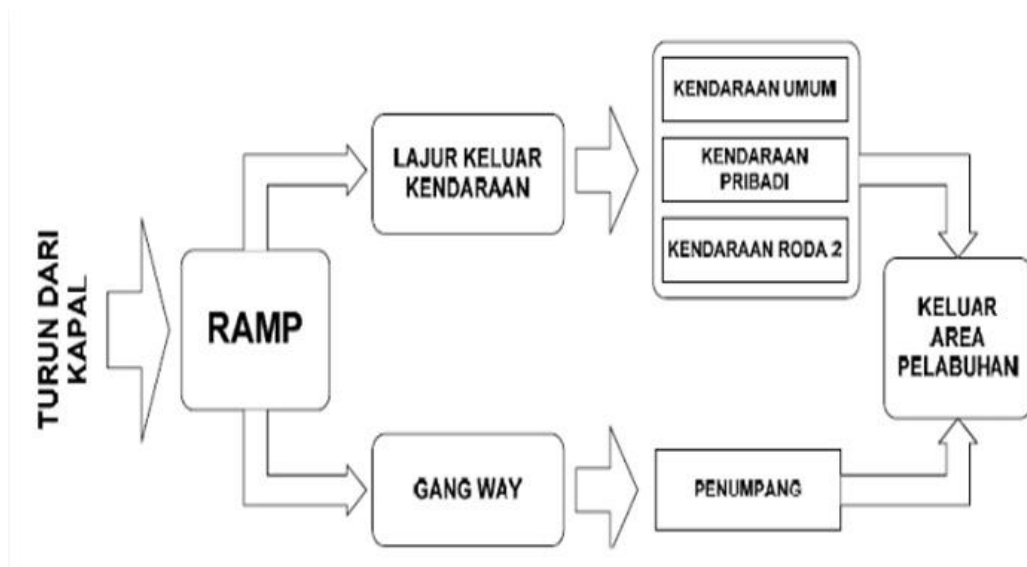 TURUN DARI
KAPAL
RAMP
LAJUR KELUAR
KENDARAAN
KENDARAAN UMUM
KENDARAAN
PRIBADI
KENDARAAN RODA 2
GANG WAY
PENUMPANG
KELUAR
AREA
PELABUHAN